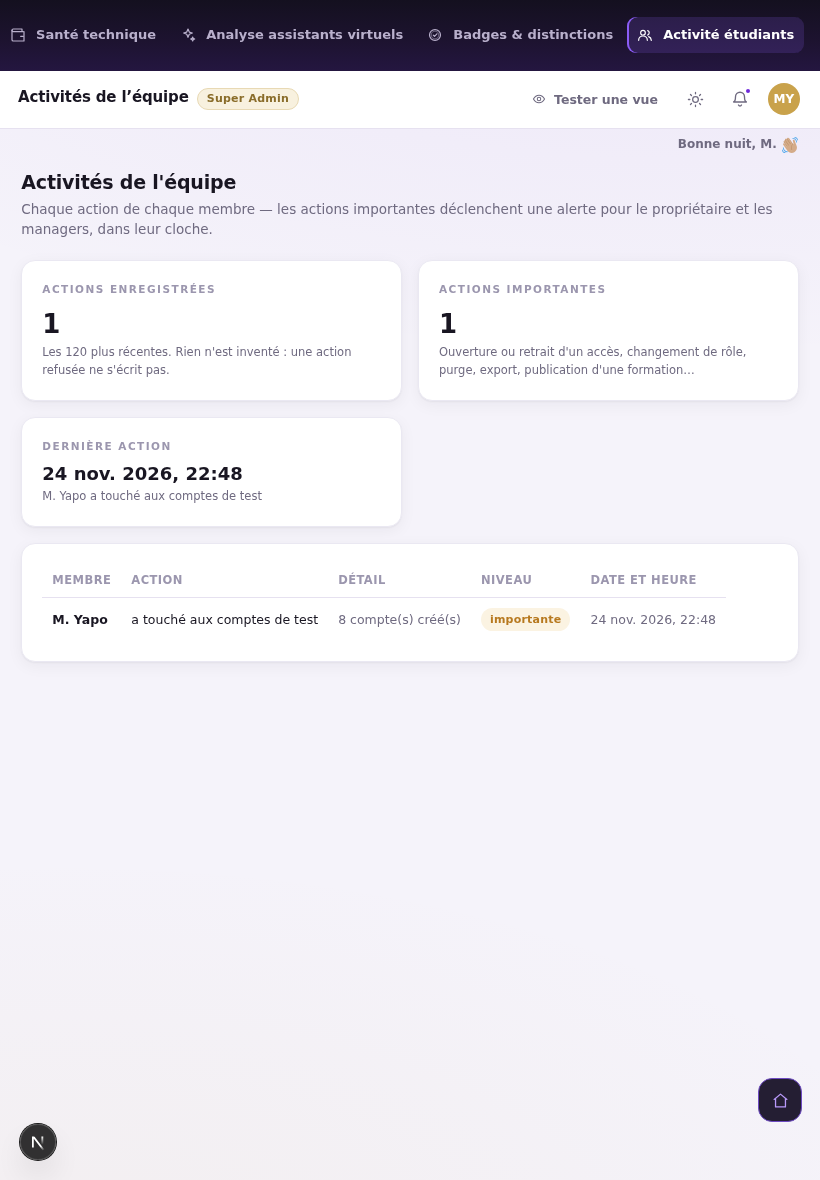 Santé technique
Analyse assistants virtuels
Badges & distinctions
Activité étudiants
Activités de l’équipe
Super Admin
Tester une vue
MY
Bonne nuit, M. 👋🏽
Activités de l'équipe
Chaque action de chaque membre — les actions importantes déclenchent une alerte pour le propriétaire et les
managers, dans leur cloche.
ACTIONS ENREGISTRÉES
1
Les 120 plus récentes. Rien n'est inventé : une action
refusée ne s'écrit pas.
ACTIONS IMPORTANTES
1
Ouverture ou retrait d'un accès, changement de rôle,
purge, export, publication d'une formation…
DERNIÈRE ACTION
24 nov. 2026, 22:48
M. Yapo a touché aux comptes de test
MEMBRE ACTION DÉTAIL NIVEAU DATE ET HEURE
M. Yapo a touché aux comptes de test 8 compte(s) créé(s) importante 24 nov. 2026, 22:48
N